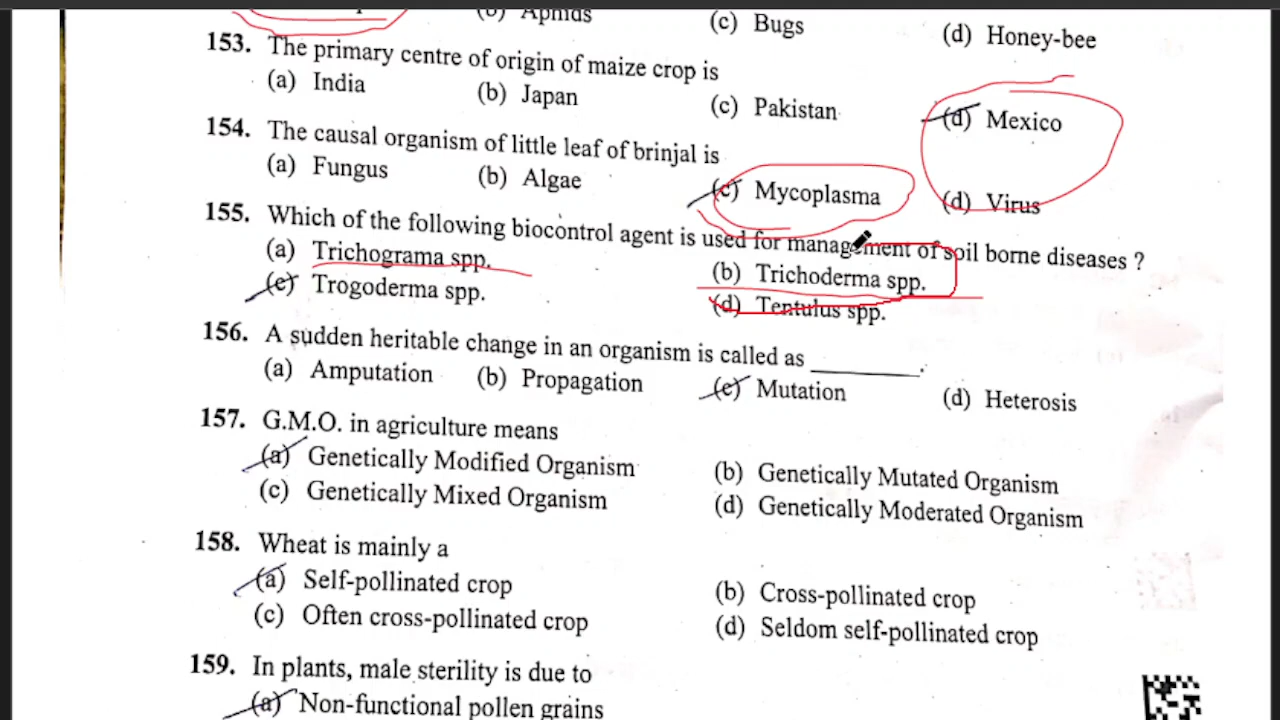 (b) Aphids (c) Bugs (d) Honey-bee
153. The primary centre of origin of maize crop is
(a) India (b) Japan (c) Pakistan (d) Mexico
154. The causal organism of little leaf of brinjal is
(a) Fungus (b) Algae (c) Mycoplasma (d) Virus
155. Which of the following biocontrol agent is used for management of soil borne diseases ?
(a) Trichograma spp. (b) Trichoderma spp.
(c) Trogoderma spp. (d) Tentulus spp.
156. A sudden heritable change in an organism is called as ________.
(a) Amputation (b) Propagation (c) Mutation (d) Heterosis
157. G.M.O. in agriculture means
(a) Genetically Modified Organism (b) Genetically Mutated Organism
(c) Genetically Mixed Organism (d) Genetically Moderated Organism
158. Wheat is mainly a
(a) Self-pollinated crop (b) Cross-pollinated crop
(c) Often cross-pollinated crop (d) Seldom self-pollinated crop
159. In plants, male sterility is due to
(a) Non-functional pollen grains